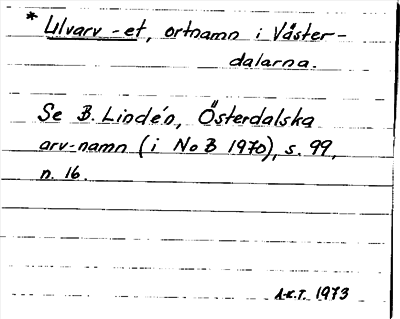 * Ulvarv -et, ortnamn i Väster-
dalarna.
Se B. Lindén, Österdalska
arv-namn (i NoB 1970), s. 99,
n. 16.
A.K.T. 1973